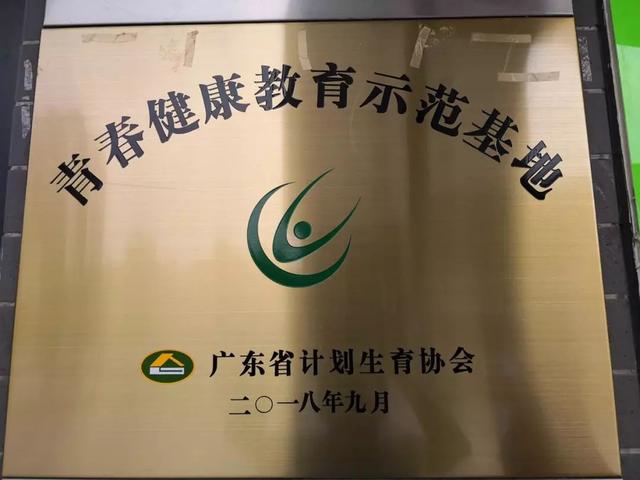 青春健康教育示范基地
广东省计划生育协会
二〇一八年九月